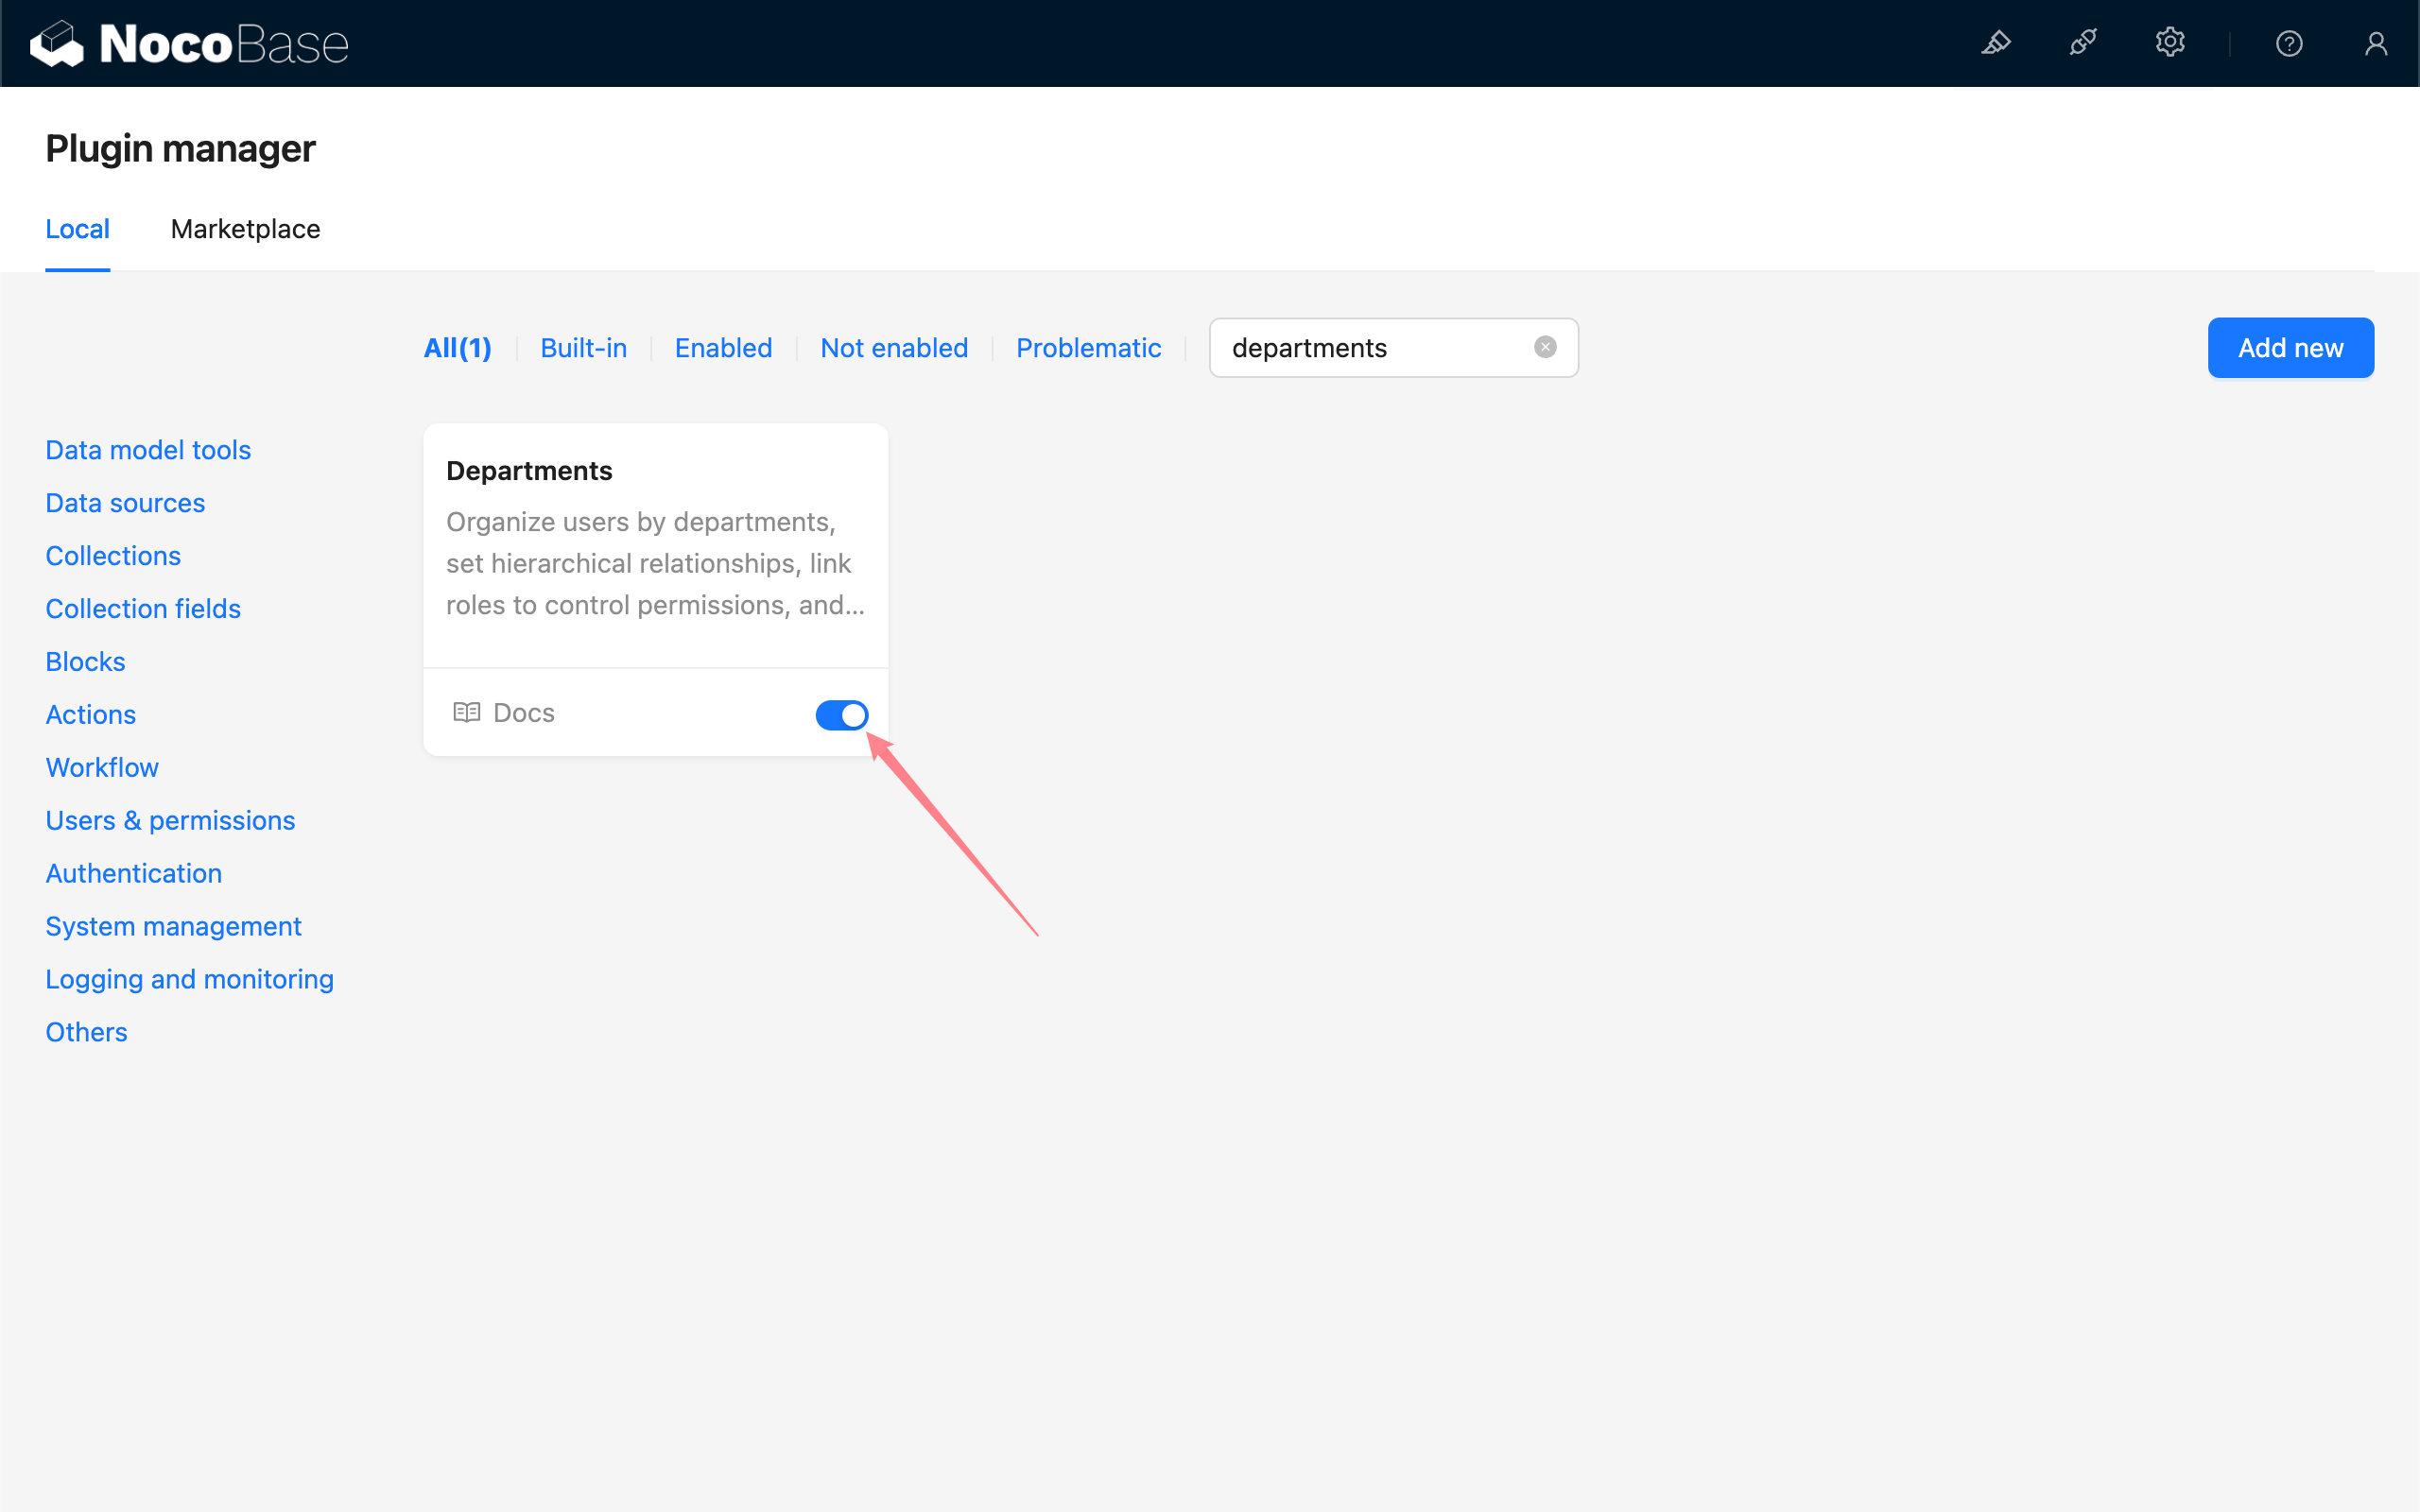 NocoBase
Plugin manager
Local
Marketplace
All(1)
Built-in
Enabled
Not enabled
Problematic
departments
Add new
Data model tools
Data sources
Collections
Collection fields
Blocks
Actions
Workflow
Users & permissions
Authentication
System management
Logging and monitoring
Others
Departments
Organize users by departments,
set hierarchical relationships, link
roles to control permissions, and...
Docs